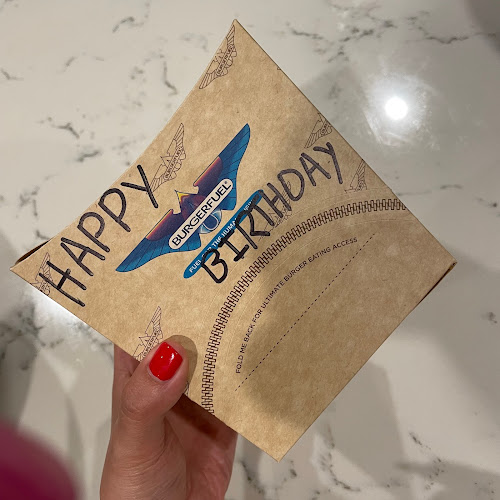 HAPPY
BURGERFUEL
BIRTHDAY
FOLD ME BACK FOR ULTIMATE BURGER EATING ACCESS